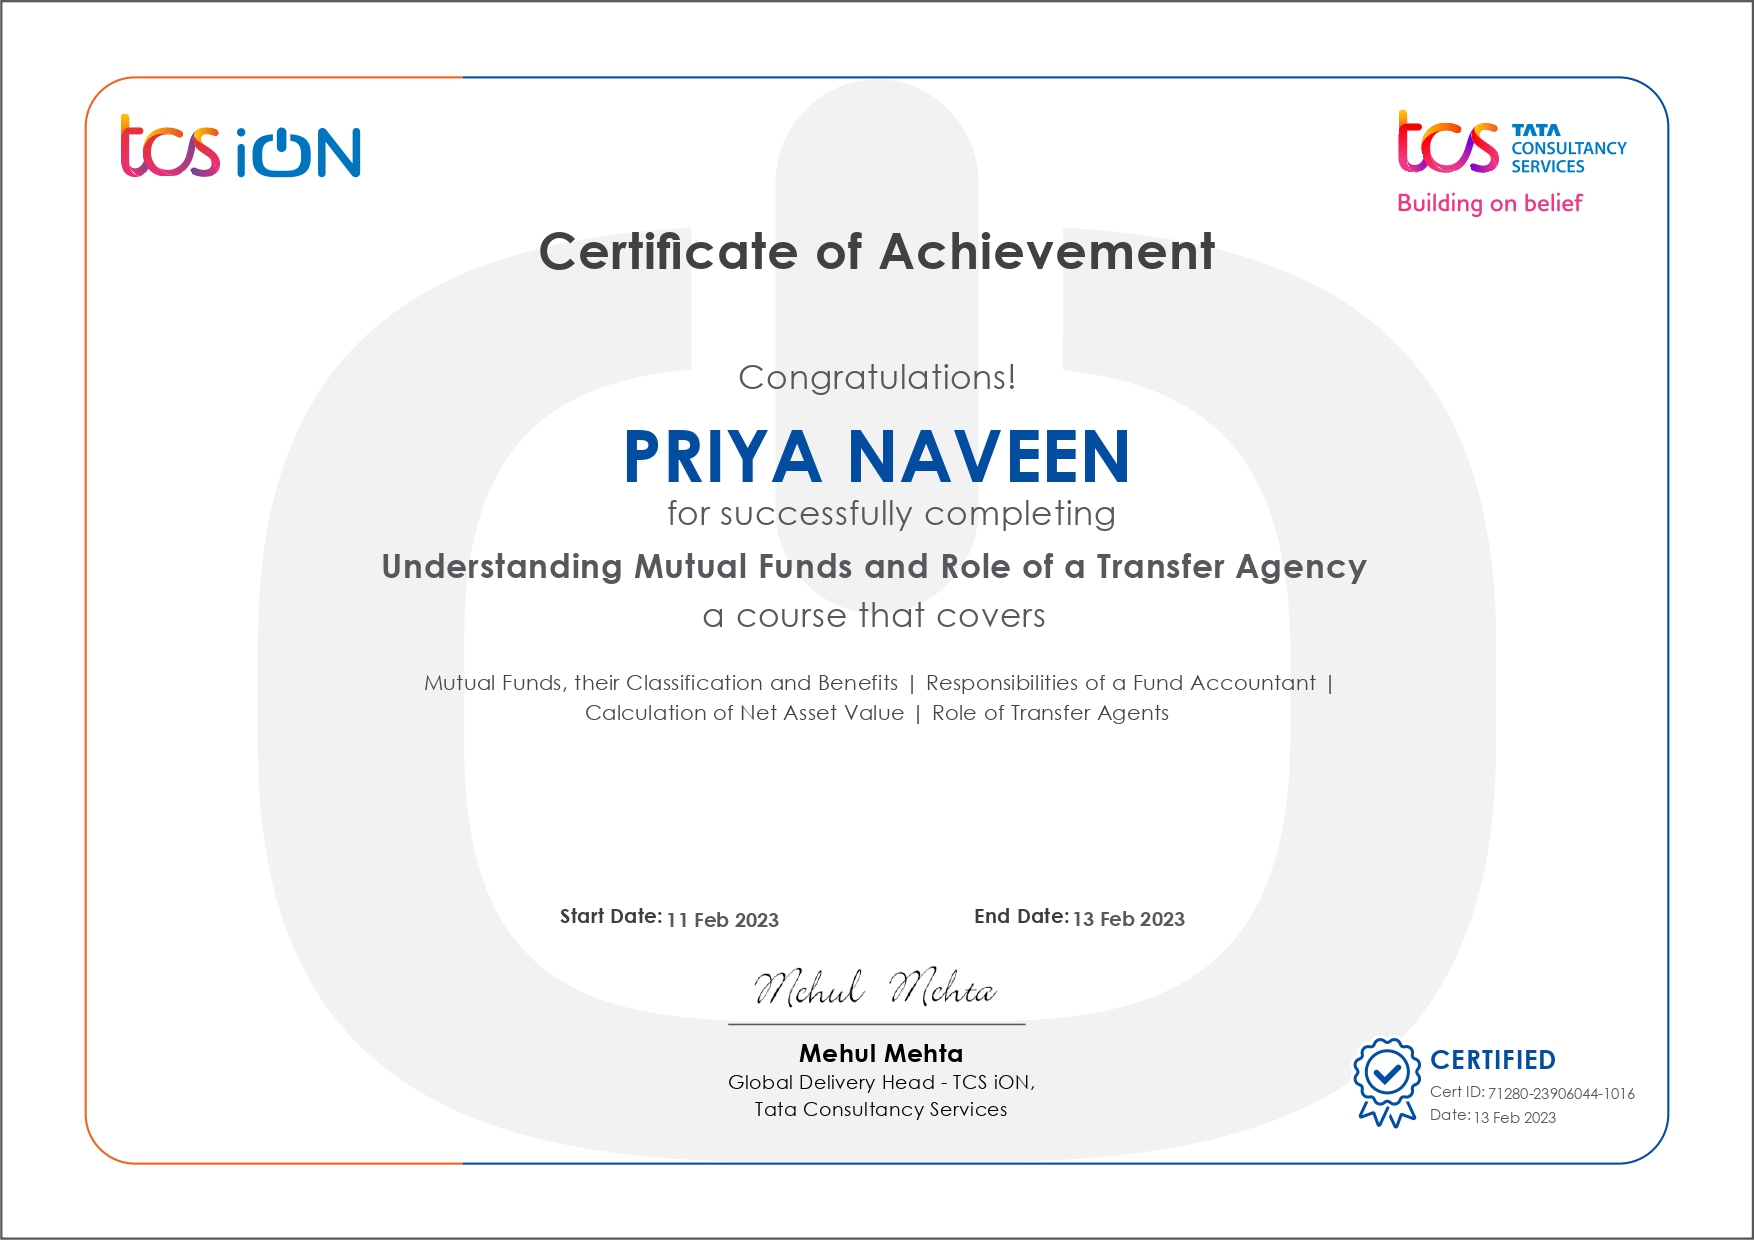 tcs iON
tcs TATA
CONSULTANCY
SERVICES
Building on belief
Certificate of Achievement
Congratulations!
PRIYA NAVEEN
for successfully completing
Understanding Mutual Funds and Role of a Transfer Agency
a course that covers
Mutual Funds, their Classification and Benefits | Responsibilities of a Fund Accountant |
Calculation of Net Asset Value | Role of Transfer Agents
Start Date: 11 Feb 2023 End Date: 13 Feb 2023
Mehul Mehta
Mehul Mehta
Global Delivery Head - TCS iON,
Tata Consultancy Services
CERTIFIED
Cert ID: 71280-23906044-1016
Date: 13 Feb 2023